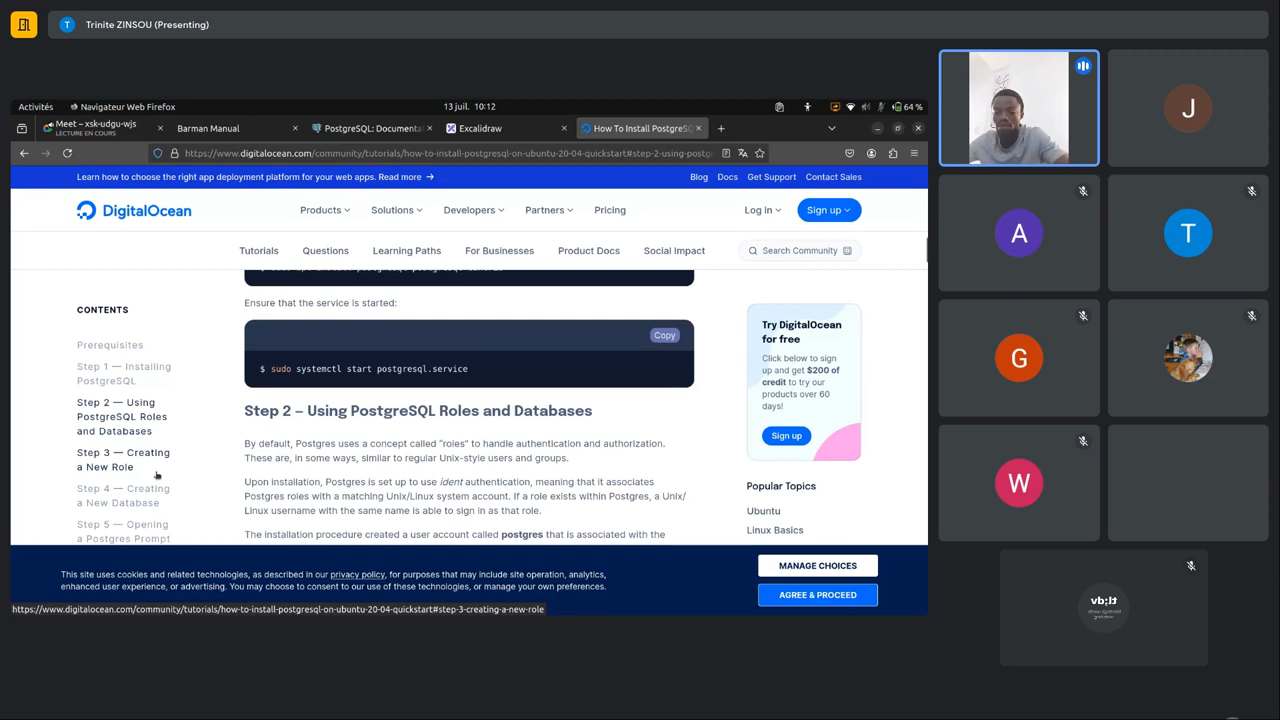 T
Trinite ZINSOU (Presenting)
Activités
Navigateur Web Firefox
13 juil. 10:12
64 %
Meet – xsk-udgu-wjs
LECTURE EN COURS
Barman Manual
PostgreSQL: Documenta
Excalidraw
How To Install PostgreSQ
https://www.digitalocean.com/community/tutorials/how-to-install-postgresql-on-ubuntu-20-04-quickstart#step-2-using-postgr
Learn how to choose the right app deployment platform for your web apps. Read more →
Blog
Docs
Get Support
Contact Sales
DigitalOcean
Products
Solutions
Developers
Partners
Pricing
Log in
Sign up
Tutorials
Questions
Learning Paths
For Businesses
Product Docs
Social Impact
Search Community
CONTENTS
Prerequisites
Step 1 — Installing
PostgreSQL
Step 2 — Using
PostgreSQL Roles
and Databases
Step 3 — Creating
a New Role
Step 4 — Creating
a New Database
Step 5 — Opening
a Postgres Prompt
Ensure that the service is started:
Copy
$ sudo systemctl start postgresql.service
Step 2 – Using PostgreSQL Roles and Databases
By default, Postgres uses a concept called “roles” to handle authentication and authorization.
These are, in some ways, similar to regular Unix-style users and groups.
Upon installation, Postgres is set up to use ident authentication, meaning that it associates
Postgres roles with a matching Unix/Linux system account. If a role exists within Postgres, a Unix/
Linux username with the same name is able to sign in as that role.
The installation procedure created a user account called postgres that is associated with the
Try DigitalOcean
for free
Click below to sign
up and get $200 of
credit to try our
products over 60
days!
Sign up
Popular Topics
Ubuntu
Linux Basics
This site uses cookies and related technologies, as described in our privacy policy, for purposes that may include site operation, analytics,
enhanced user experience, or advertising. You may choose to consent to our use of these technologies, or manage your own preferences.
MANAGE CHOICES
AGREE & PROCEED
https://www.digitalocean.com/community/tutorials/how-to-install-postgresql-on-ubuntu-20-04-quickstart#step-3-creating-a-new-role
J
A
T
G
W